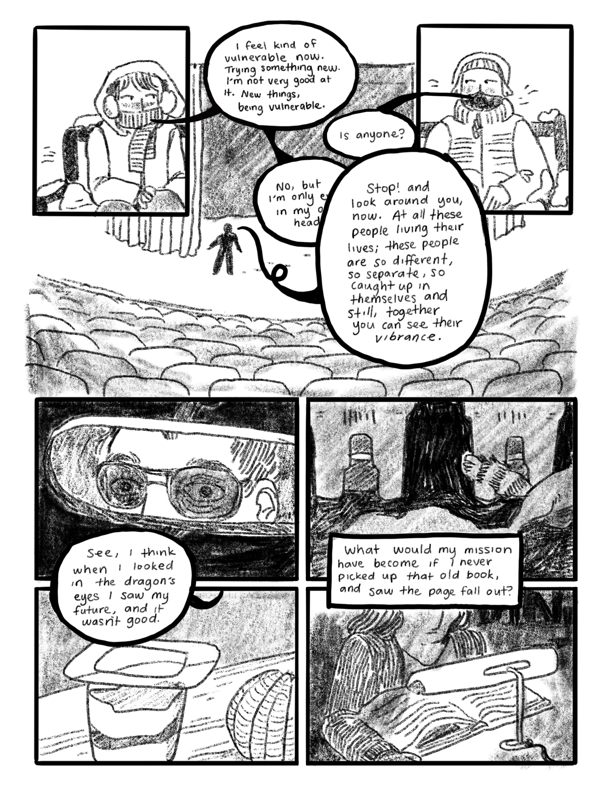 I feel kind of
vulnerable now.
Trying something new.
I'm not very good at
it. New things,
being vulnerable.
Is anyone?
No, but
I'm only
in my
head
Stop! and
look around you,
now. At all these
people living their
lives; these people
are so different,
so separate, so
caught up in
themselves and
still, together
you can see their
vibrance.
See, I think
when I looked
in the dragon's
eyes I saw my
future, and it
wasn't good.
What would my mission
have become if I never
picked up that old book,
and saw the page fall out?